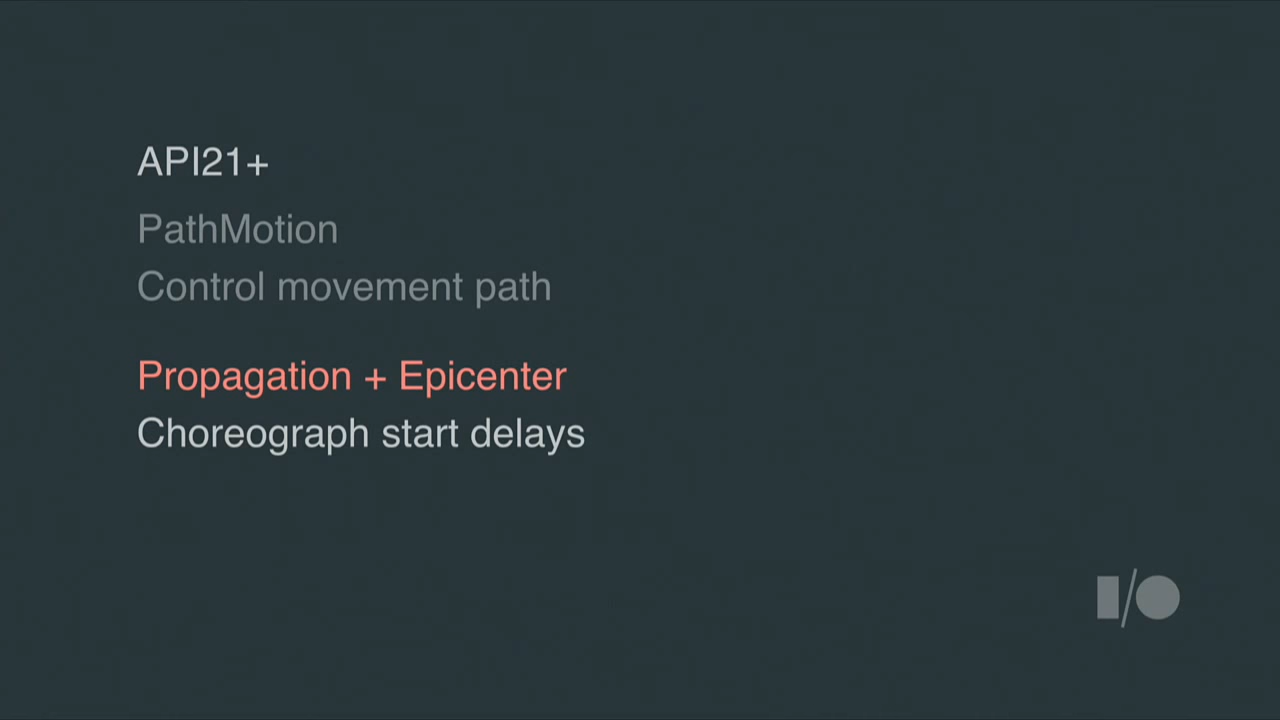 API21+
PathMotion
Control movement path
Propagation + Epicenter
Choreograph start delays
I/O